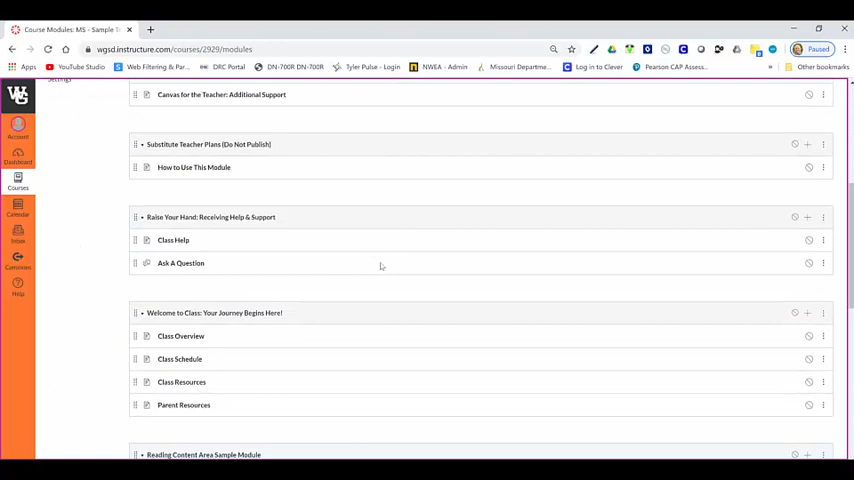 Course Modules: MS - Sample T
wgsd.instructure.com/courses/2929/modules
Paused
Apps
YouTube Studio
Web Filtering & Par...
DRC Portal
DN-700R DN-700R
Tyler Pulse - Login
NWEA - Admin
Missouri Departme...
Log in to Clever
Pearson CAP Assess...
»
Other bookmarks
WG
Account
Dashboard
Courses
Calendar
Inbox
Commons
Help
Settings
Canvas for the Teacher: Additional Support
Substitute Teacher Plans (Do Not Publish)
How to Use This Module
Raise Your Hand: Receiving Help & Support
Class Help
Ask A Question
Welcome to Class: Your Journey Begins Here!
Class Overview
Class Schedule
Class Resources
Parent Resources
Reading Content Area Sample Module